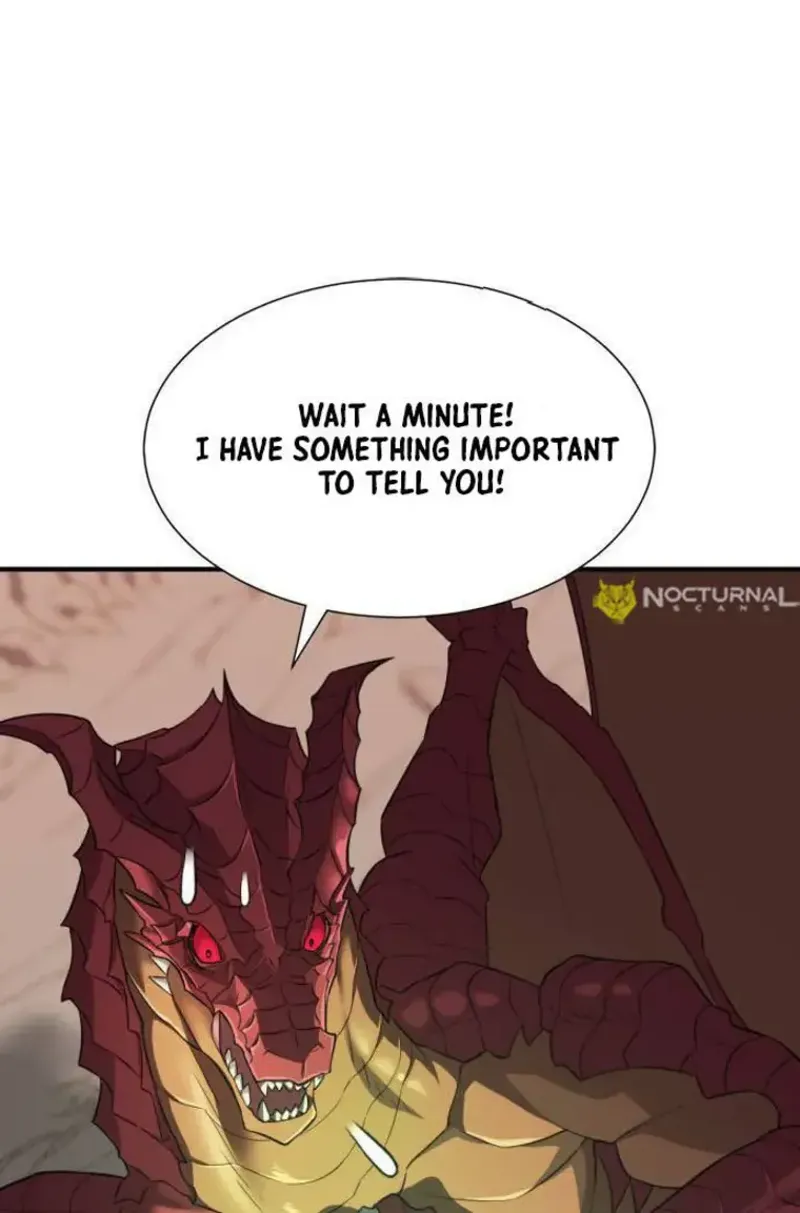 WAIT A MINUTE!
I HAVE SOMETHING IMPORTANT
TO TELL YOU!
NOCTURNAL
SCANS